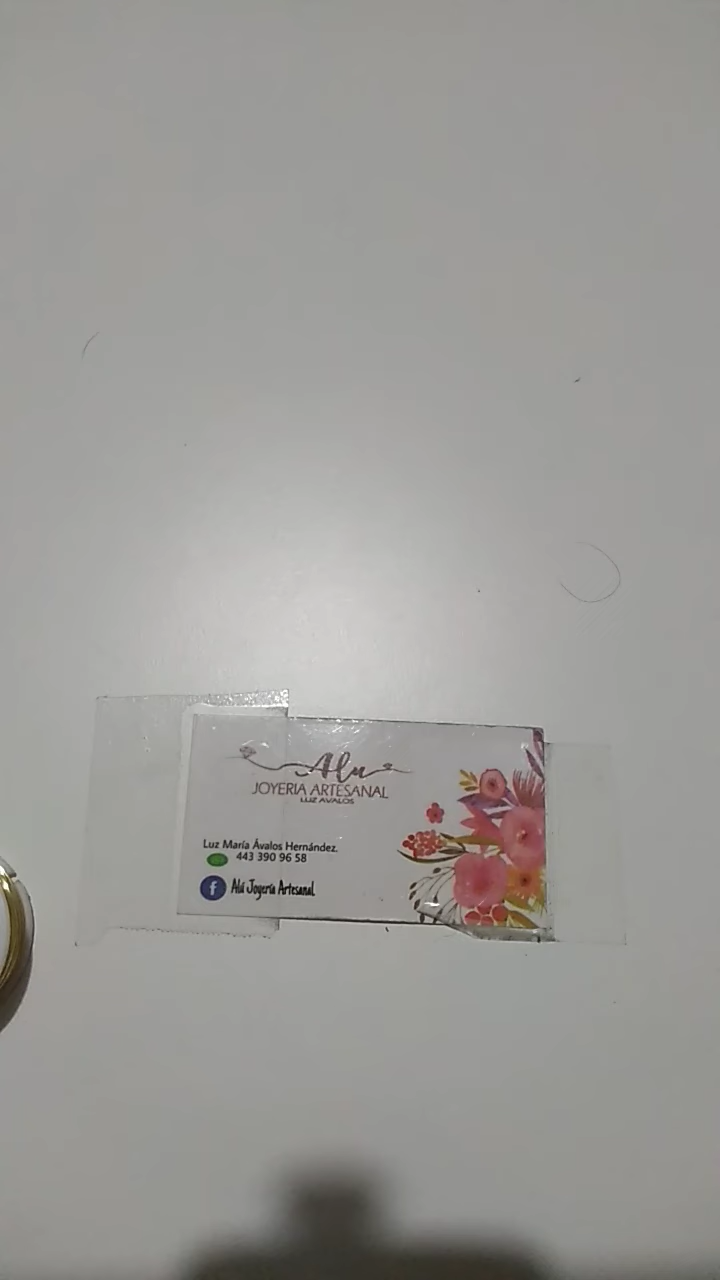 Alu
JOYERIA ARTESANAL
LUZ AVALOS
Luz María Ávalos Hernández.
443 390 96 58
f Alú Joyería Artesanal